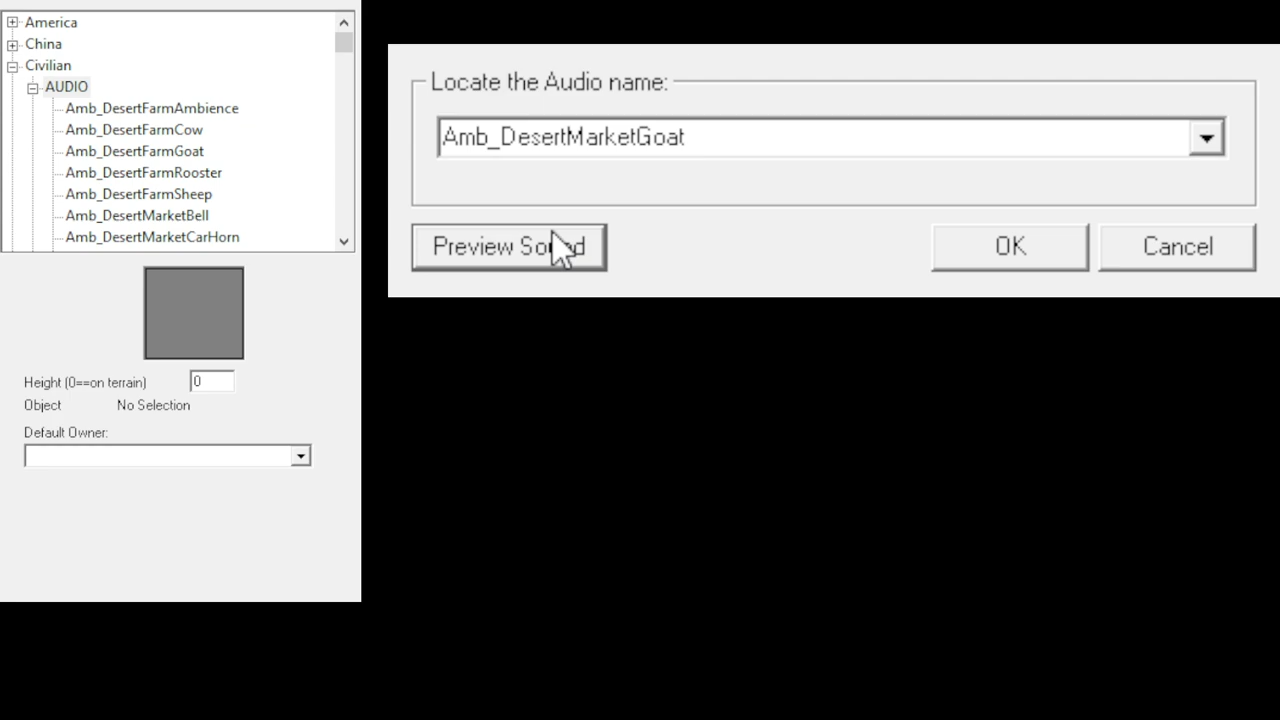 America
China
Civilian
AUDIO
Amb_DesertFarmAmbience
Amb_DesertFarmCow
Amb_DesertFarmGoat
Amb_DesertFarmRooster
Amb_DesertFarmSheep
Amb_DesertMarketBell
Amb_DesertMarketCarHorn
Height (0==on terrain) 0
Object No Selection
Default Owner:
Locate the Audio name:
Amb_DesertMarketGoat
Preview Sound OK Cancel